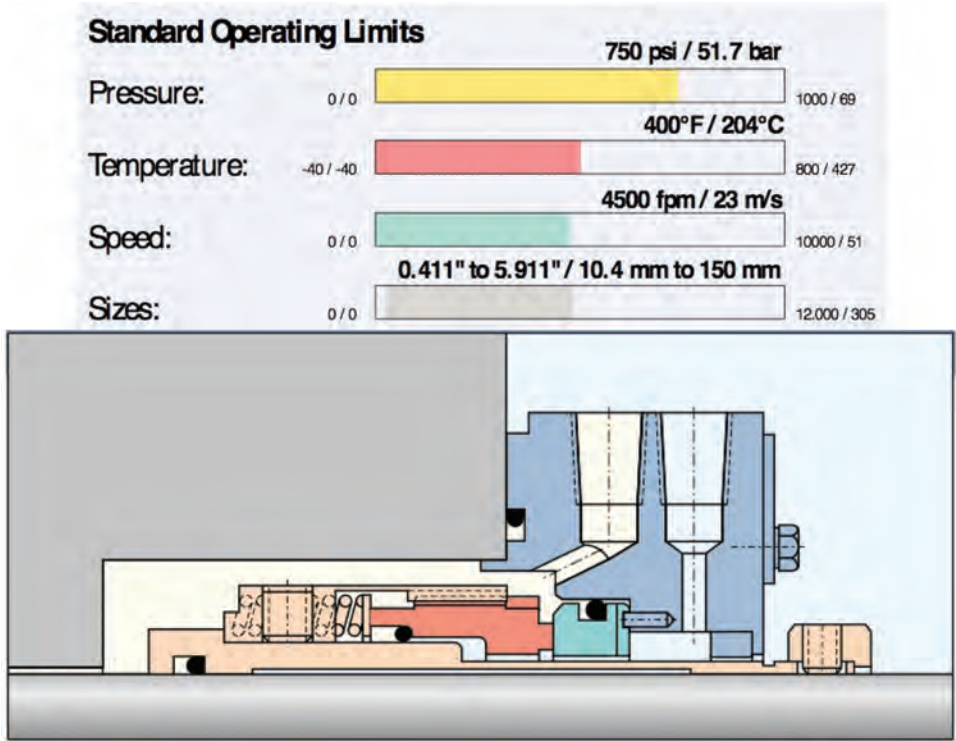 Standard Operating Limits
750 psi / 51.7 bar
Pressure: 0 / 0 1000 / 69
400°F / 204°C
Temperature: -40 / -40 800 / 427
4500 fpm / 23 m/s
Speed: 0 / 0 10000 / 51
0.411" to 5.911" / 10.4 mm to 150 mm
Sizes: 0 / 0 12.000 / 305